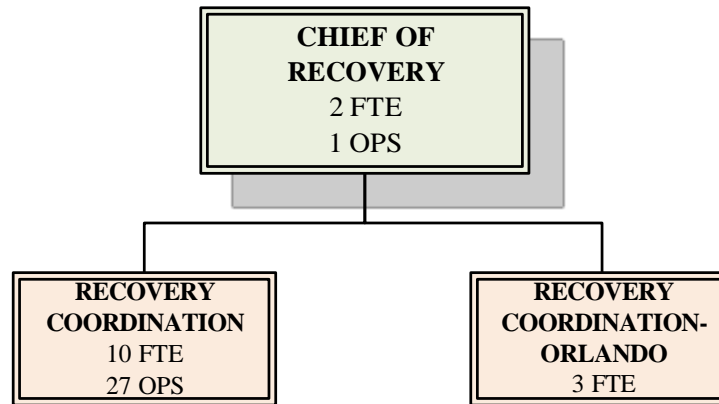 CHIEF OF
RECOVERY
2 FTE
1 OPS
RECOVERY
COORDINATION
10 FTE
27 OPS
RECOVERY
COORDINATION-
ORLANDO
3 FTE